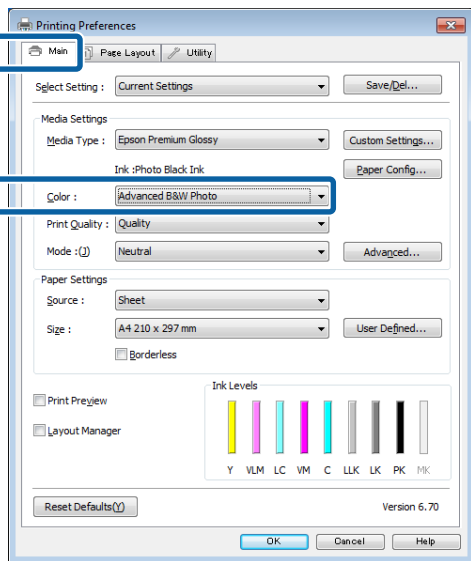 Printing Preferences
Main Page Layout Utility
Select Setting : Current Settings Save/Del...
Media Settings
Media Type : Epson Premium Glossy Custom Settings...
Ink :Photo Black Ink Paper Config...
Color : Advanced B&W Photo
Print Quality : Quality
Mode :(J) Neutral Advanced...
Paper Settings
Source : Sheet
Size : A4 210 x 297 mm User Defined...
Borderless
Ink Levels
Print Preview
Layout Manager
Y VLM LC VM C LLK LK PK MK
Reset Defaults(Y) Version 6.70
OK Cancel Help